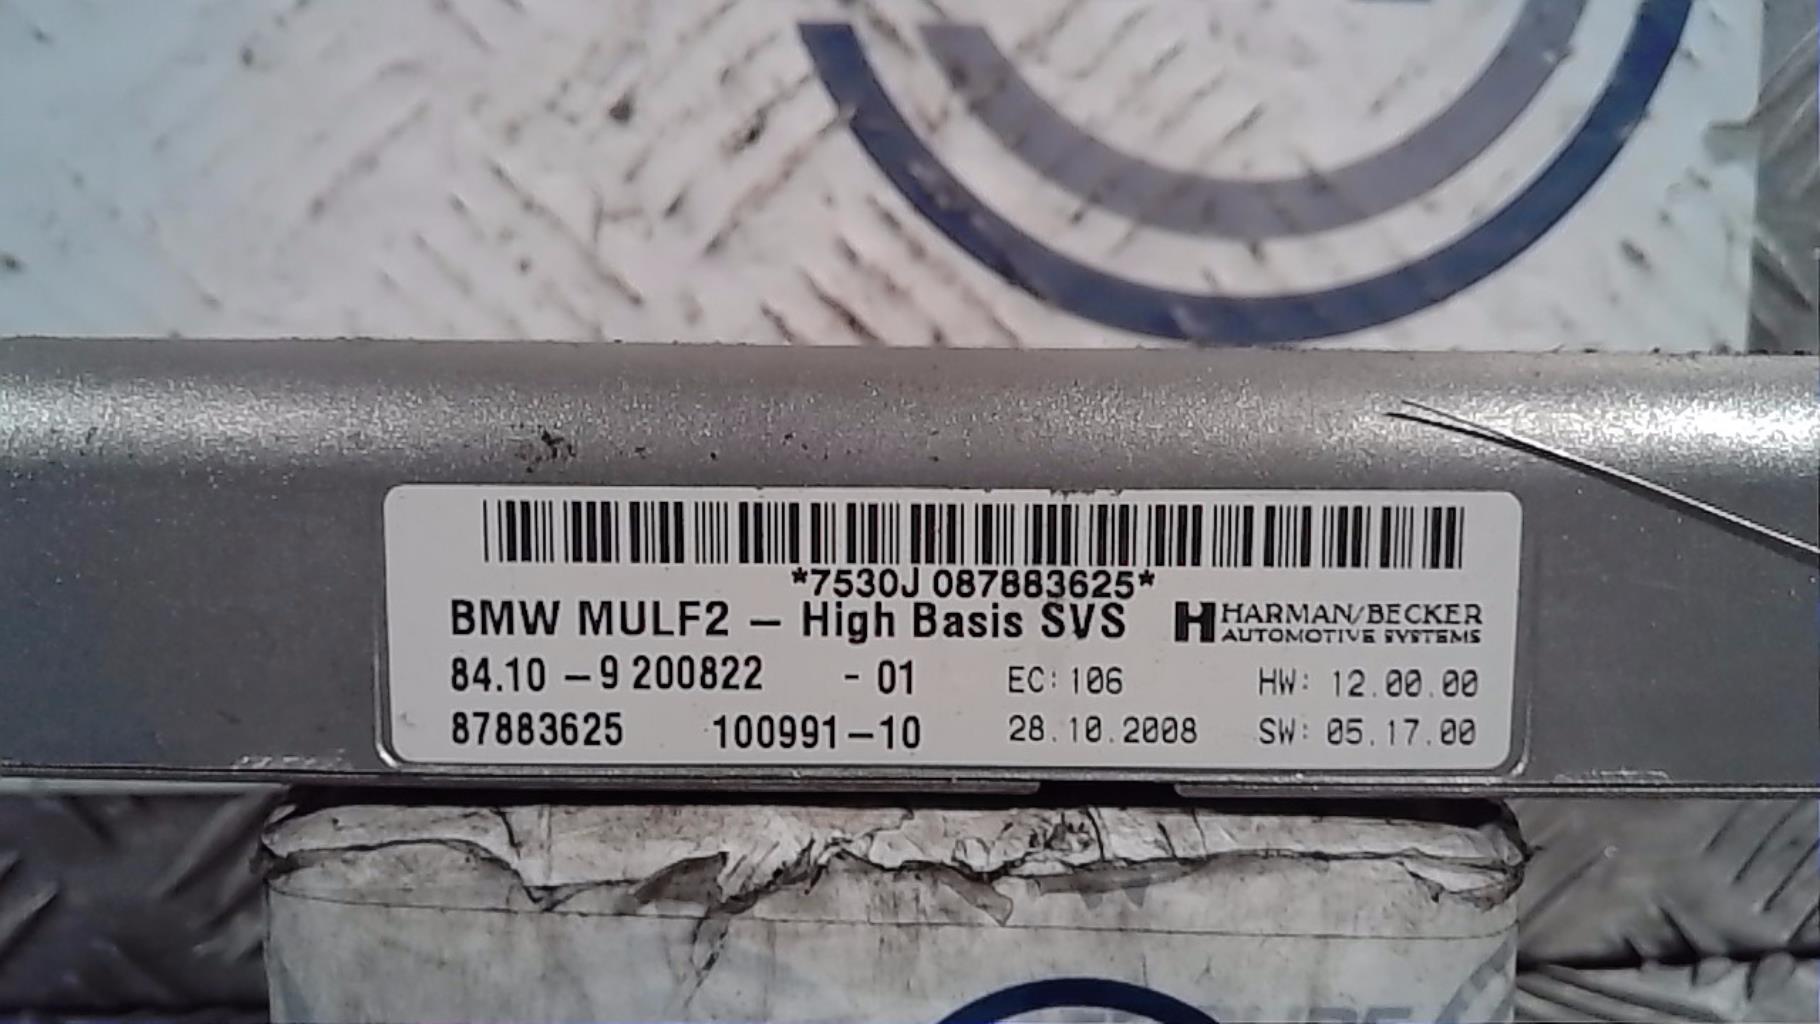 *7530J 087883625*
BMW MULF2 – High Basis SVS HARMAN/BECKER
AUTOMOTIVE SYSTEMS
84.10 – 9 200822 - 01 EC: 106 HW: 12.00.00
87883625 100991–10 28.10.2008 SW: 05.17.00